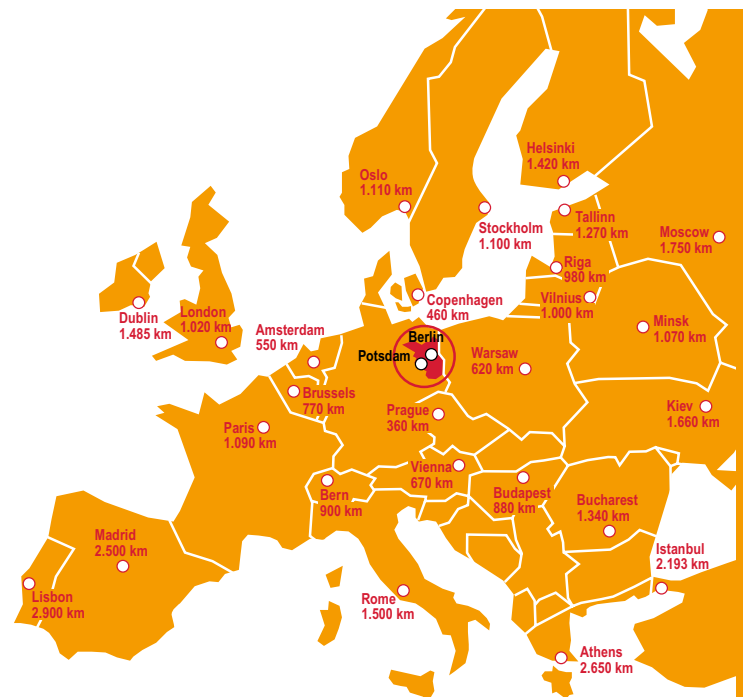 Helsinki
1.420 km
Oslo
1.110 km
Tallinn
1.270 km
Stockholm
1.100 km
Moscow
1.750 km
Riga
980 km
Copenhagen
460 km
Vilnius
1.000 km
Dublin
1.485 km
London
1.020 km
Amsterdam
550 km
Minsk
1.070 km
Berlin
Potsdam
Warsaw
620 km
Brussels
770 km
Prague
360 km
Kiev
1.660 km
Paris
1.090 km
Vienna
670 km
Bern
900 km
Budapest
880 km
Bucharest
1.340 km
Madrid
2.500 km
Istanbul
2.193 km
Lisbon
2.900 km
Rome
1.500 km
Athens
2.650 km